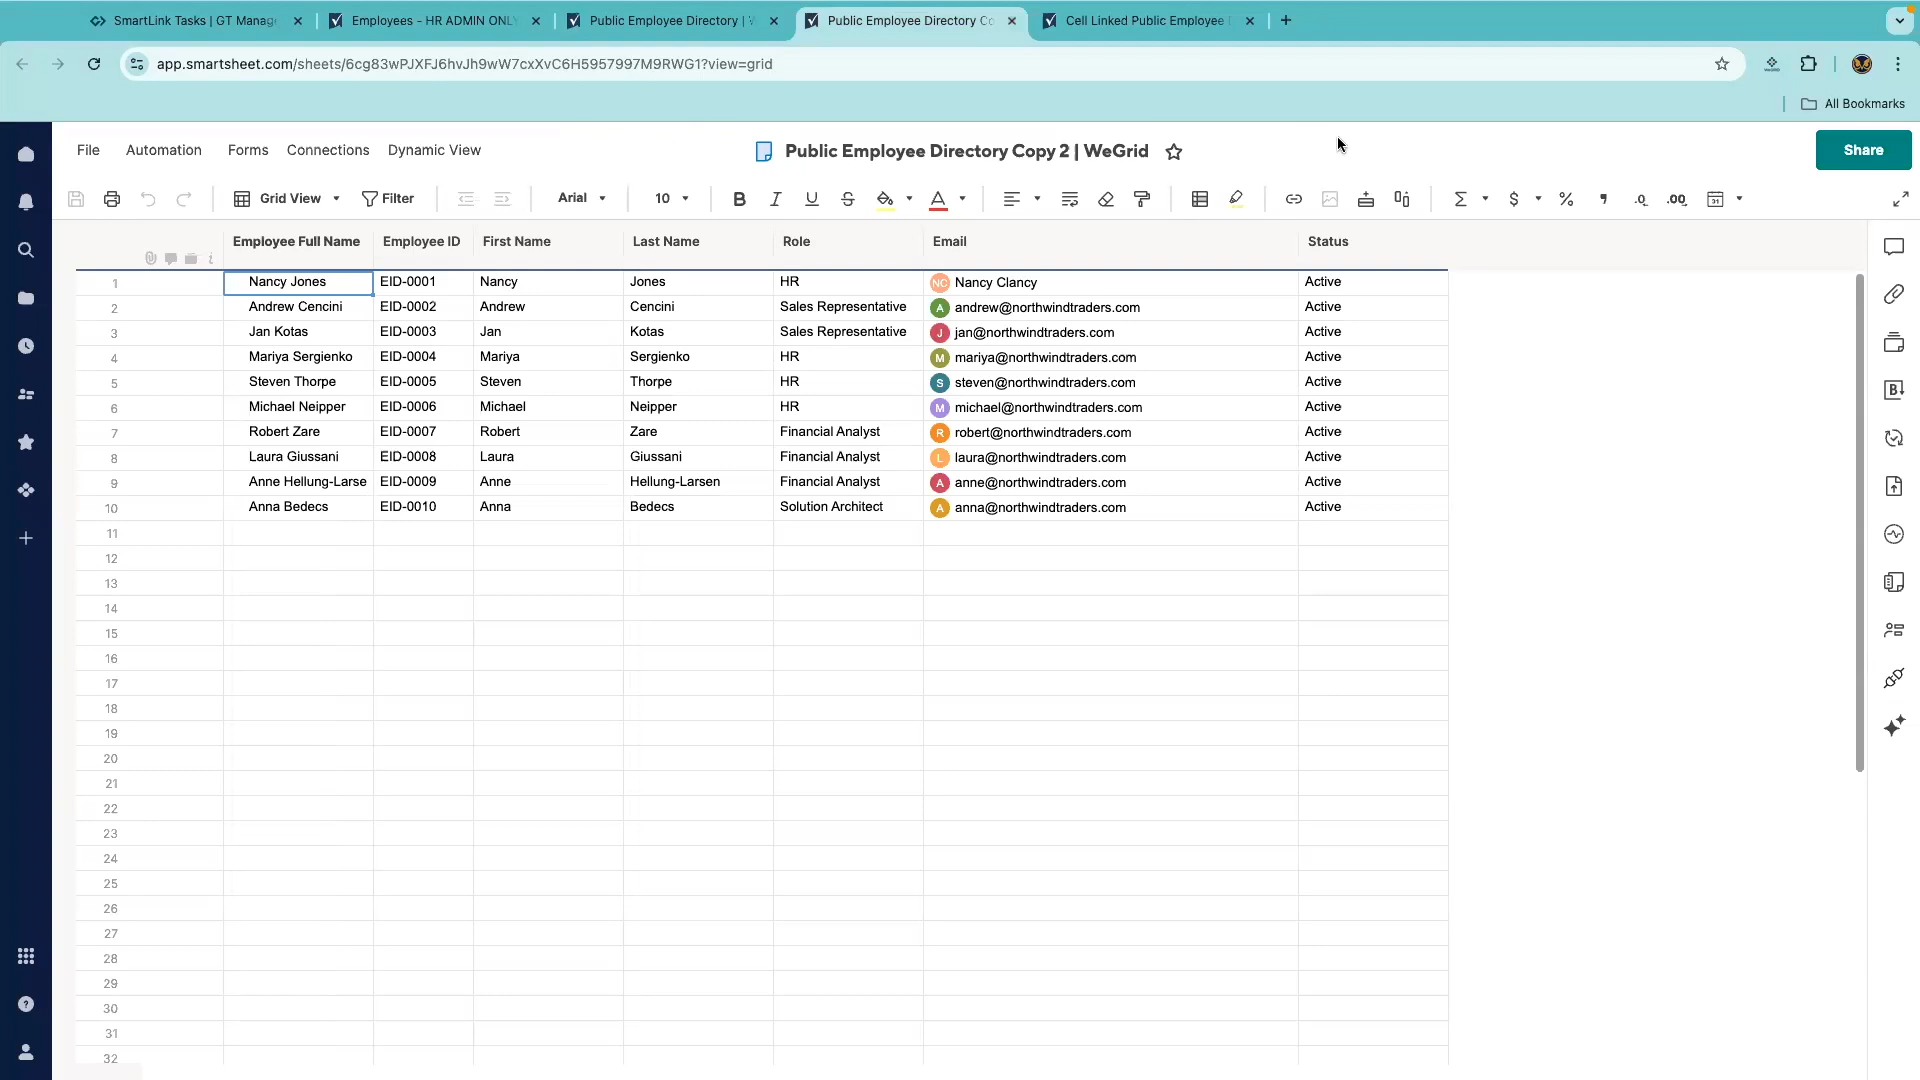 SmartLink Tasks | GT Manage
Employees - HR ADMIN ONLY
Public Employee Directory |
Public Employee Directory Co
Cell Linked Public Employee
app.smartsheet.com/sheets/6cg83wPJXFJ6hvJh9wW7cxXvC6H5957997M9RWG1?view=grid
All Bookmarks
File Automation Forms Connections Dynamic View
Public Employee Directory Copy 2 | WeGrid
Share
Grid View Filter Arial 10 B I U S A Σ $ % , .0 .00 31
Employee Full Name Employee ID First Name Last Name Role Email Status
1 Nancy Jones EID-0001 Nancy Jones HR NC Nancy Clancy Active
2 Andrew Cencini EID-0002 Andrew Cencini Sales Representative A andrew@northwindtraders.com Active
3 Jan Kotas EID-0003 Jan Kotas Sales Representative J jan@northwindtraders.com Active
4 Mariya Sergienko EID-0004 Mariya Sergienko HR M mariya@northwindtraders.com Active
5 Steven Thorpe EID-0005 Steven Thorpe HR S steven@northwindtraders.com Active
6 Michael Neipper EID-0006 Michael Neipper HR M michael@northwindtraders.com Active
7 Robert Zare EID-0007 Robert Zare Financial Analyst R robert@northwindtraders.com Active
8 Laura Giussani EID-0008 Laura Giussani Financial Analyst L laura@northwindtraders.com Active
9 Anne Hellung-Larse EID-0009 Anne Hellung-Larsen Financial Analyst A anne@northwindtraders.com Active
10 Anna Bedecs EID-0010 Anna Bedecs Solution Architect A anna@northwindtraders.com Active
11
12
13
14
15
16
17
18
19
20
21
22
23
24
25
26
27
28
29
30
31
32